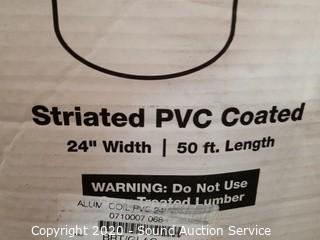 Striated PVC Coated
24" Width | 50 ft. Length
WARNING: Do Not Use
Treated Lumber
ALUM COIL PVC 24
0710007 068
Copyright 2020 - Sound Auction Service